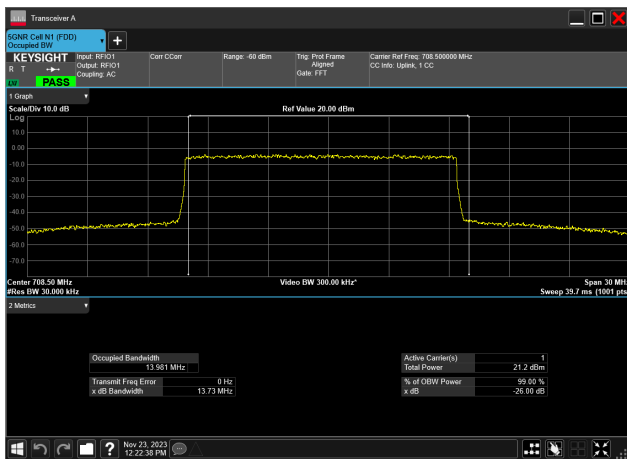 Transceiver A
5GNR Cell N1 (FDD)
Occupied BW
+
KEYSIGHT
R T
LV
PASS
Input: RFIO1
Output: RFIO1
Coupling: AC
Corr CCorr
Range: -60 dBm
Trig: Prot Frame
Aligned
Gate: FFT
Carrier Ref Freq: 708.500000 MHz
CC Info: Uplink, 1 CC
1 Graph
Scale/Div 10.0 dB
Ref Value 20.00 dBm
Log
10.0
0.00
-10.0
-20.0
-30.0
-40.0
-50.0
-60.0
-70.0
Center 708.50 MHz
Video BW 300.00 kHz*
Span 30 MHz
#Res BW 30.000 kHz
Sweep 39.7 ms (1001 pts)
2 Metrics
Occupied Bandwidth
13.981 MHz
Transmit Freq Error 0 Hz
x dB Bandwidth 13.73 MHz
Active Carrier(s) 1
Total Power 21.2 dBm
% of OBW Power 99.00 %
x dB -26.00 dB
?
Nov 23, 2023
12:22:38 PM